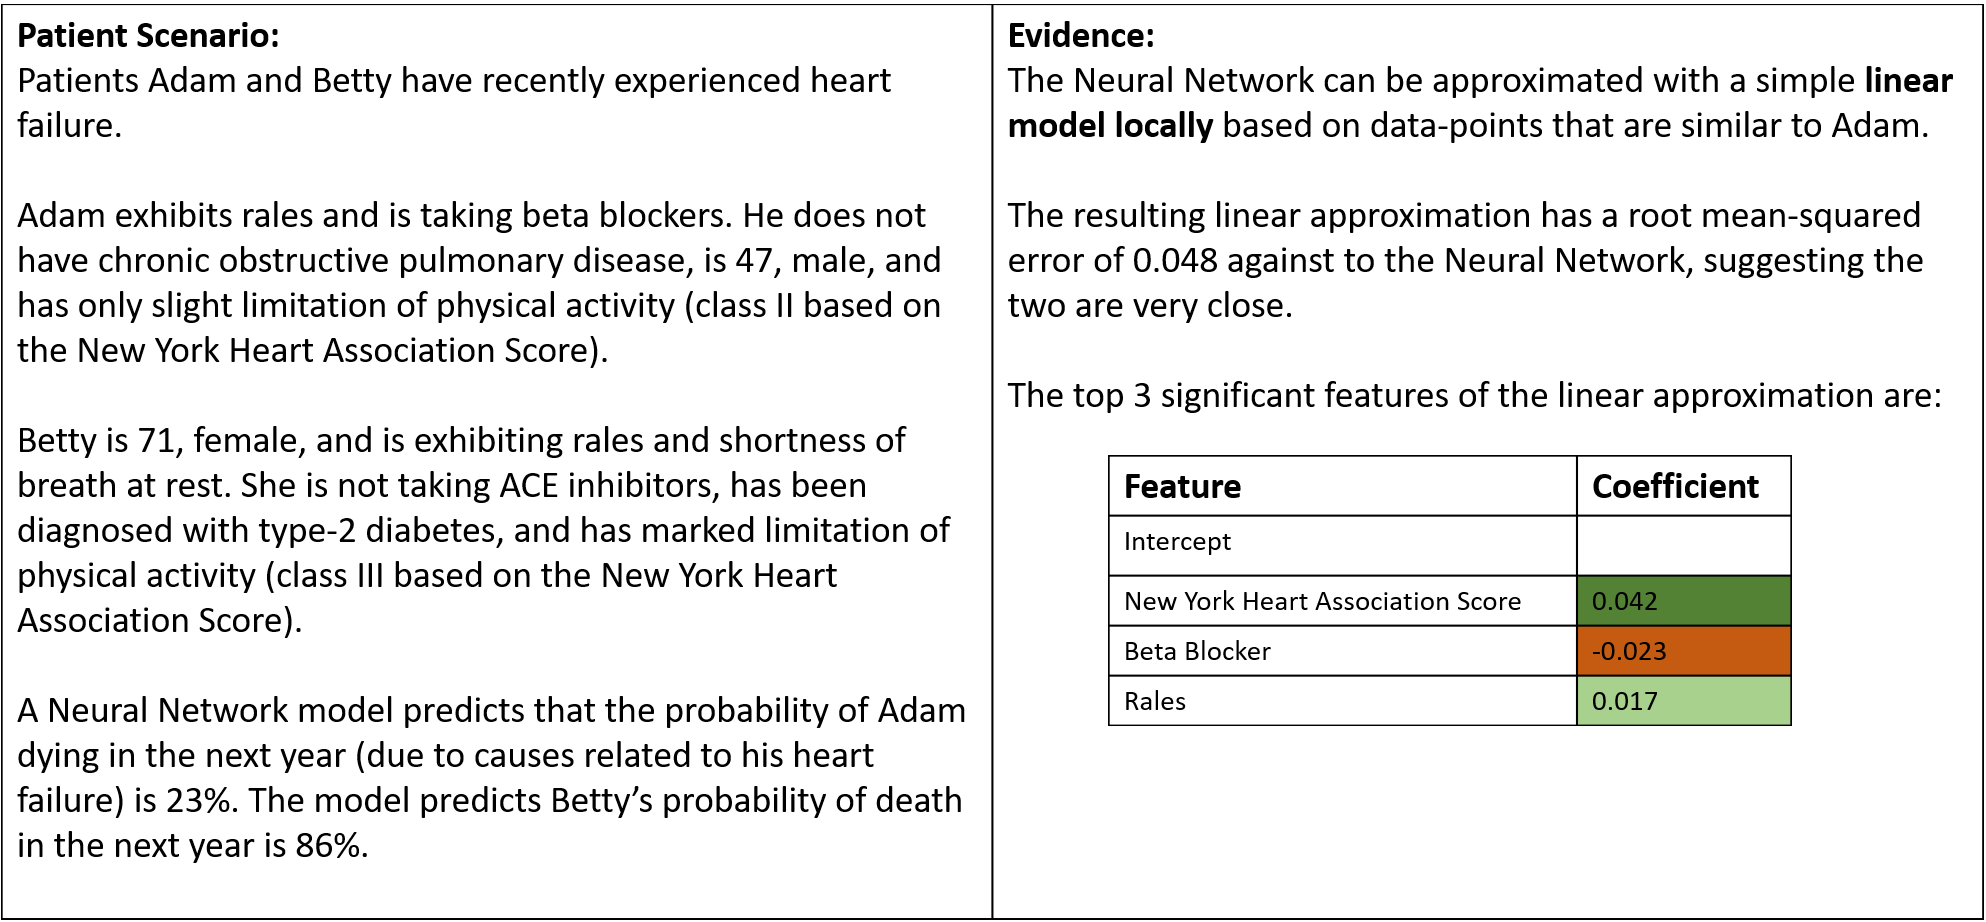 Patient Scenario:
Patients Adam and Betty have recently experienced heart
failure.
Adam exhibits rales and is taking beta blockers. He does not
have chronic obstructive pulmonary disease, is 47, male, and
has only slight limitation of physical activity (class II based on
the New York Heart Association Score).
Betty is 71, female, and is exhibiting rales and shortness of
breath at rest. She is not taking ACE inhibitors, has been
diagnosed with type-2 diabetes, and has marked limitation of
physical activity (class III based on the New York Heart
Association Score).
A Neural Network model predicts that the probability of Adam
dying in the next year (due to causes related to his heart
failure) is 23%. The model predicts Betty’s probability of death
in the next year is 86%.
Evidence:
The Neural Network can be approximated with a simple linear
model locally based on data-points that are similar to Adam.
The resulting linear approximation has a root mean-squared
error of 0.048 against to the Neural Network, suggesting the
two are very close.
The top 3 significant features of the linear approximation are:
Feature Coefficient
Intercept
New York Heart Association Score 0.042
Beta Blocker -0.023
Rales 0.017